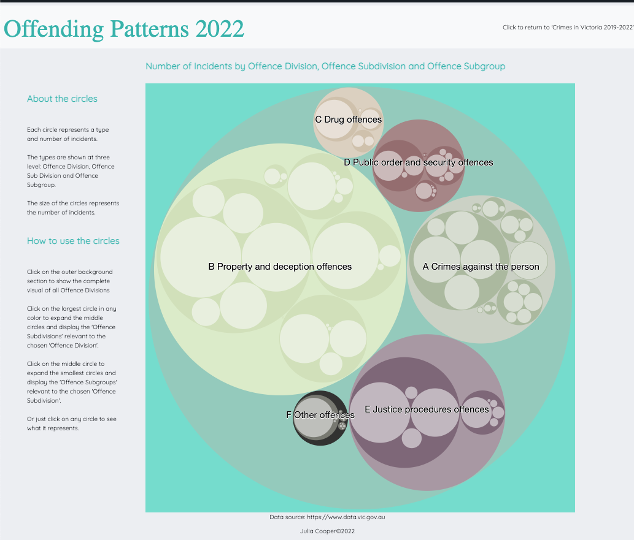 Offending Patterns 2022
Click to return to 'Crimes in Victoria 2019-2022'
Number of Incidents by Offence Division, Offence Subdivision and Offence Subgroup
About the circles
Each circle represents a type
and number of incidents.
The types are shown at three
level: Offence Division, Offence
Sub Division and Offence
Subgroup.
The size of the circles represents
the number of incidents.
How to use the circles
Click on the outer background
section to show the complete
visual of all Offence Divisions
Click on the largest circle in any
color to expand the middle
circles and display the 'Offence
Subdivisions' relevant to the
chosen 'Offence Division'.
Click on the middle circle to
expand the smallest circles and
display the 'Offence Subgroups'
relevant to the chosen 'Offence
Subdivision'.
Or just click on any circle to see
what it represents.
C Drug offences
D Public order and security offences
B Property and deception offences
A Crimes against the person
F Other offences
E Justice procedures offences
Data source: https://www.data.vic.gov.au
Julia Cooper©2022